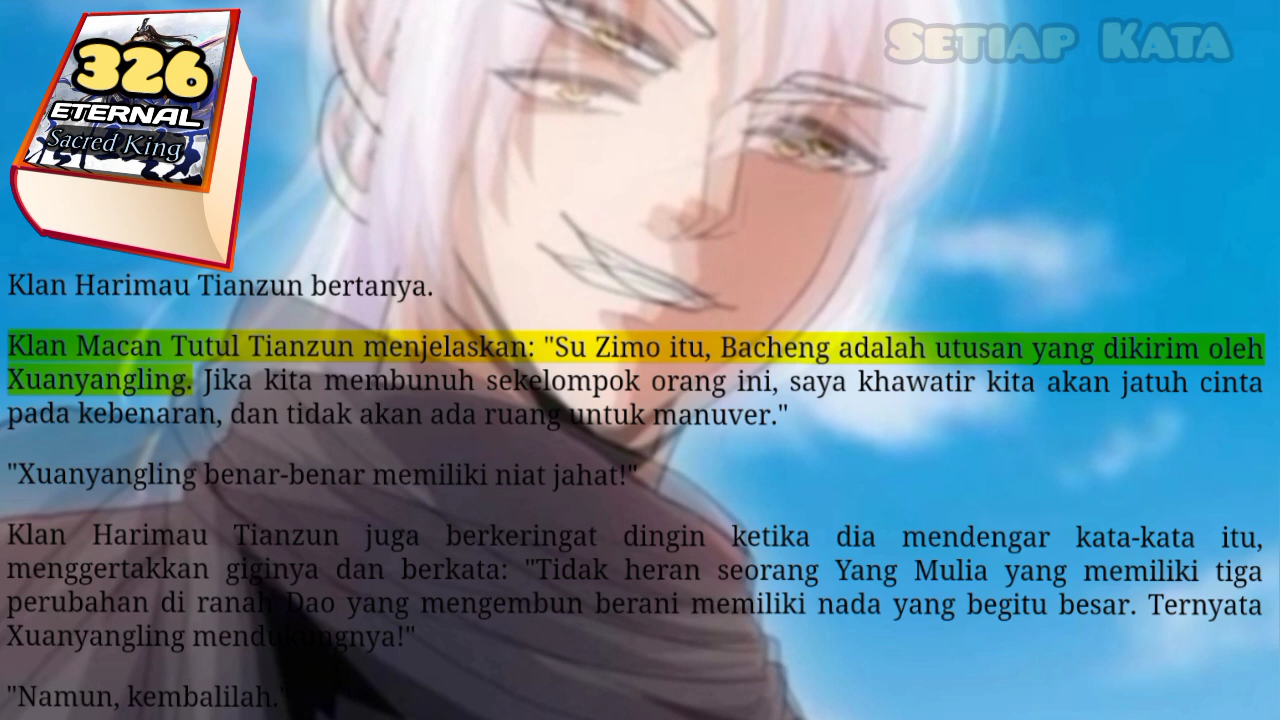 326
ETERNAL
Sacred King
Setiap Kata
Klan Harimau Tianzun bertanya.
Klan Macan Tutul Tianzun menjelaskan: "Su Zimo itu, Bacheng adalah utusan yang dikirim oleh
Xuanyangling. Jika kita membunuh sekelompok orang ini, saya khawatir kita akan jatuh cinta
pada kebenaran, dan tidak akan ada ruang untuk manuver."
"Xuanyangling benar-benar memiliki niat jahat!"
Klan Harimau Tianzun juga berkeringat dingin ketika dia mendengar kata-kata itu,
menggertakkan giginya dan berkata: "Tidak heran seorang Yang Mulia yang memiliki tiga
perubahan di ranah Dao yang mengembun berani memiliki nada yang begitu besar. Ternyata
Xuanyangling mendukungnya!"
"Namun, kembalilah."